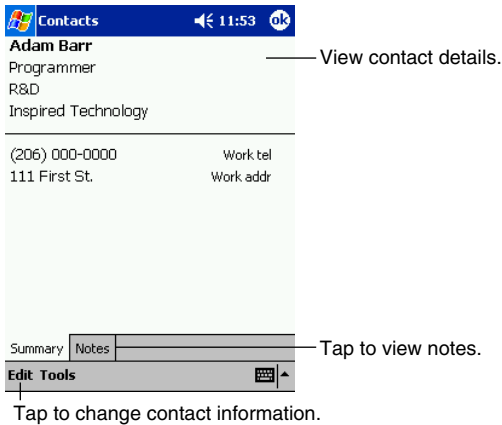 Contacts 11:53 ok
Adam Barr
Programmer
R&D
Inspired Technology
View contact details.
(206) 000-0000 Work tel
111 First St. Work addr
Summary Notes
Tap to view notes.
Edit Tools
Tap to change contact information.